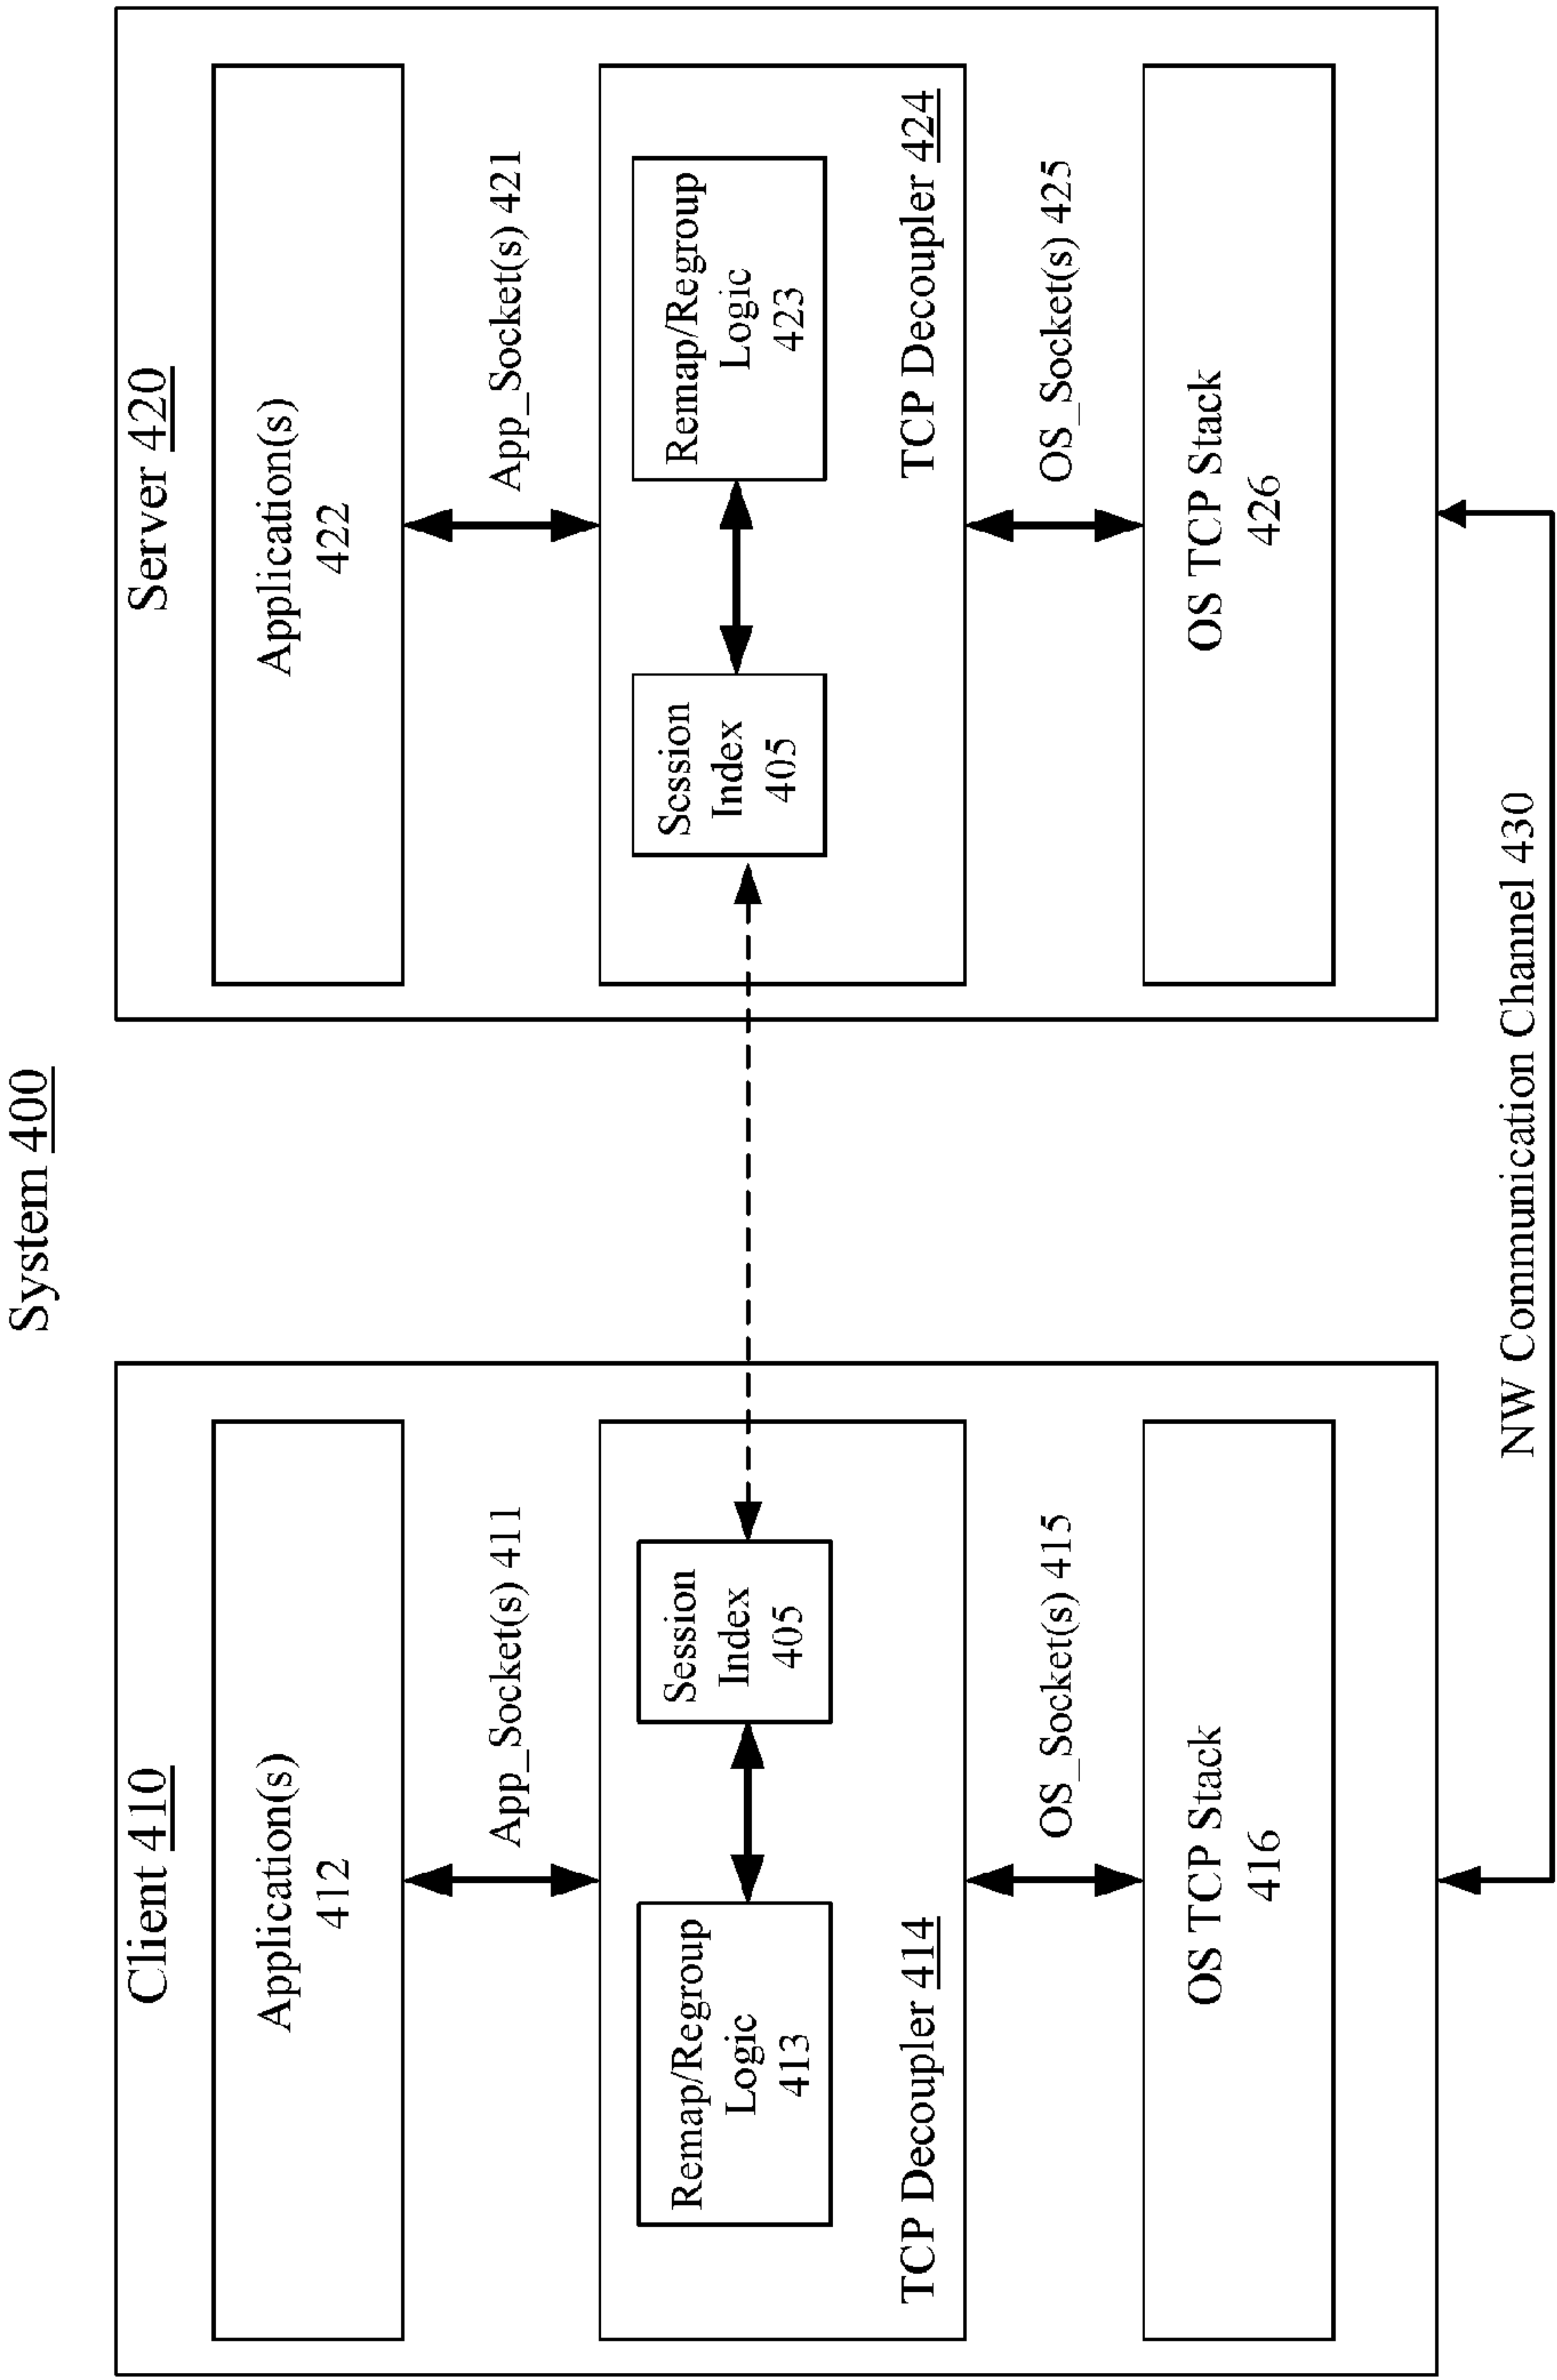 System 400
Client 410
Application(s)
412
App_Socket(s) 411
Remap/Regroup
Logic
413
Session
Index
405
TCP Decoupler 414
OS_Socket(s) 415
OS TCP Stack
416
Server 420
Application(s)
422
App_Socket(s) 421
Session
Index
405
Remap/Regroup
Logic
423
TCP Decoupler 424
OS_Socket(s) 425
OS TCP Stack
426
NW Communication Channel 430